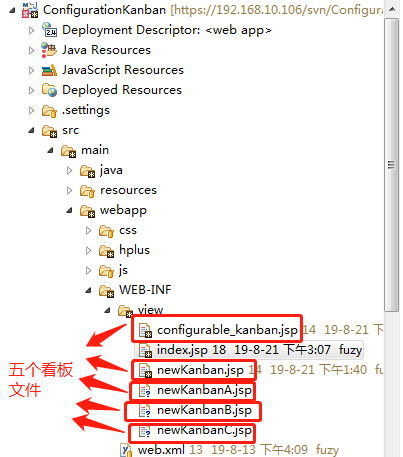 ConfigurationKanban [https://192.168.10.106/svn/Configura
Deployment Descriptor: <web app>
Java Resources
JavaScript Resources
Deployed Resources
.settings
src
main
java
resources
webapp
css
hplus
js
WEB-INF
view
configurable_kanban.jsp 14 19-8-21 下
index.jsp 18 19-8-21 下午3:07 fuzy
newKanban.jsp 14 19-8-21 下午1:40 fuzy
newKanbanA.jsp
newKanbanB.jsp
newKanbanC.jsp
web.xml 13 19-8-13 下午4:09 fuzy
五个看板
文件